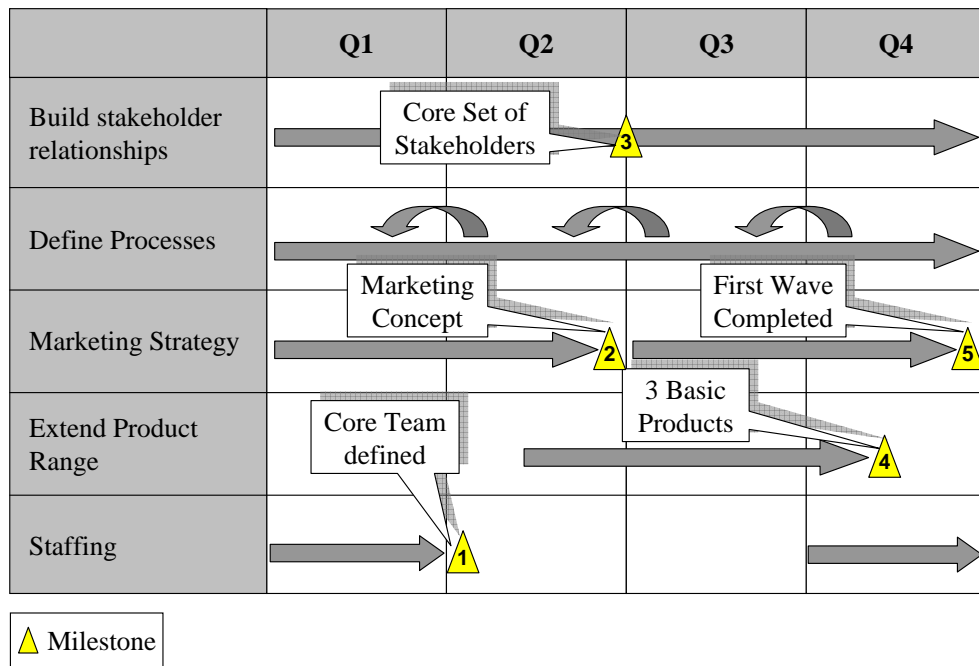 Q1 Q2 Q3 Q4
Build stakeholder
relationships
Core Set of
Stakeholders
3
Define Processes
Marketing Strategy
Marketing
Concept
2
First Wave
Completed
5
Extend Product
Range
3 Basic
Products
4
Staffing
Core Team
defined
1
Milestone